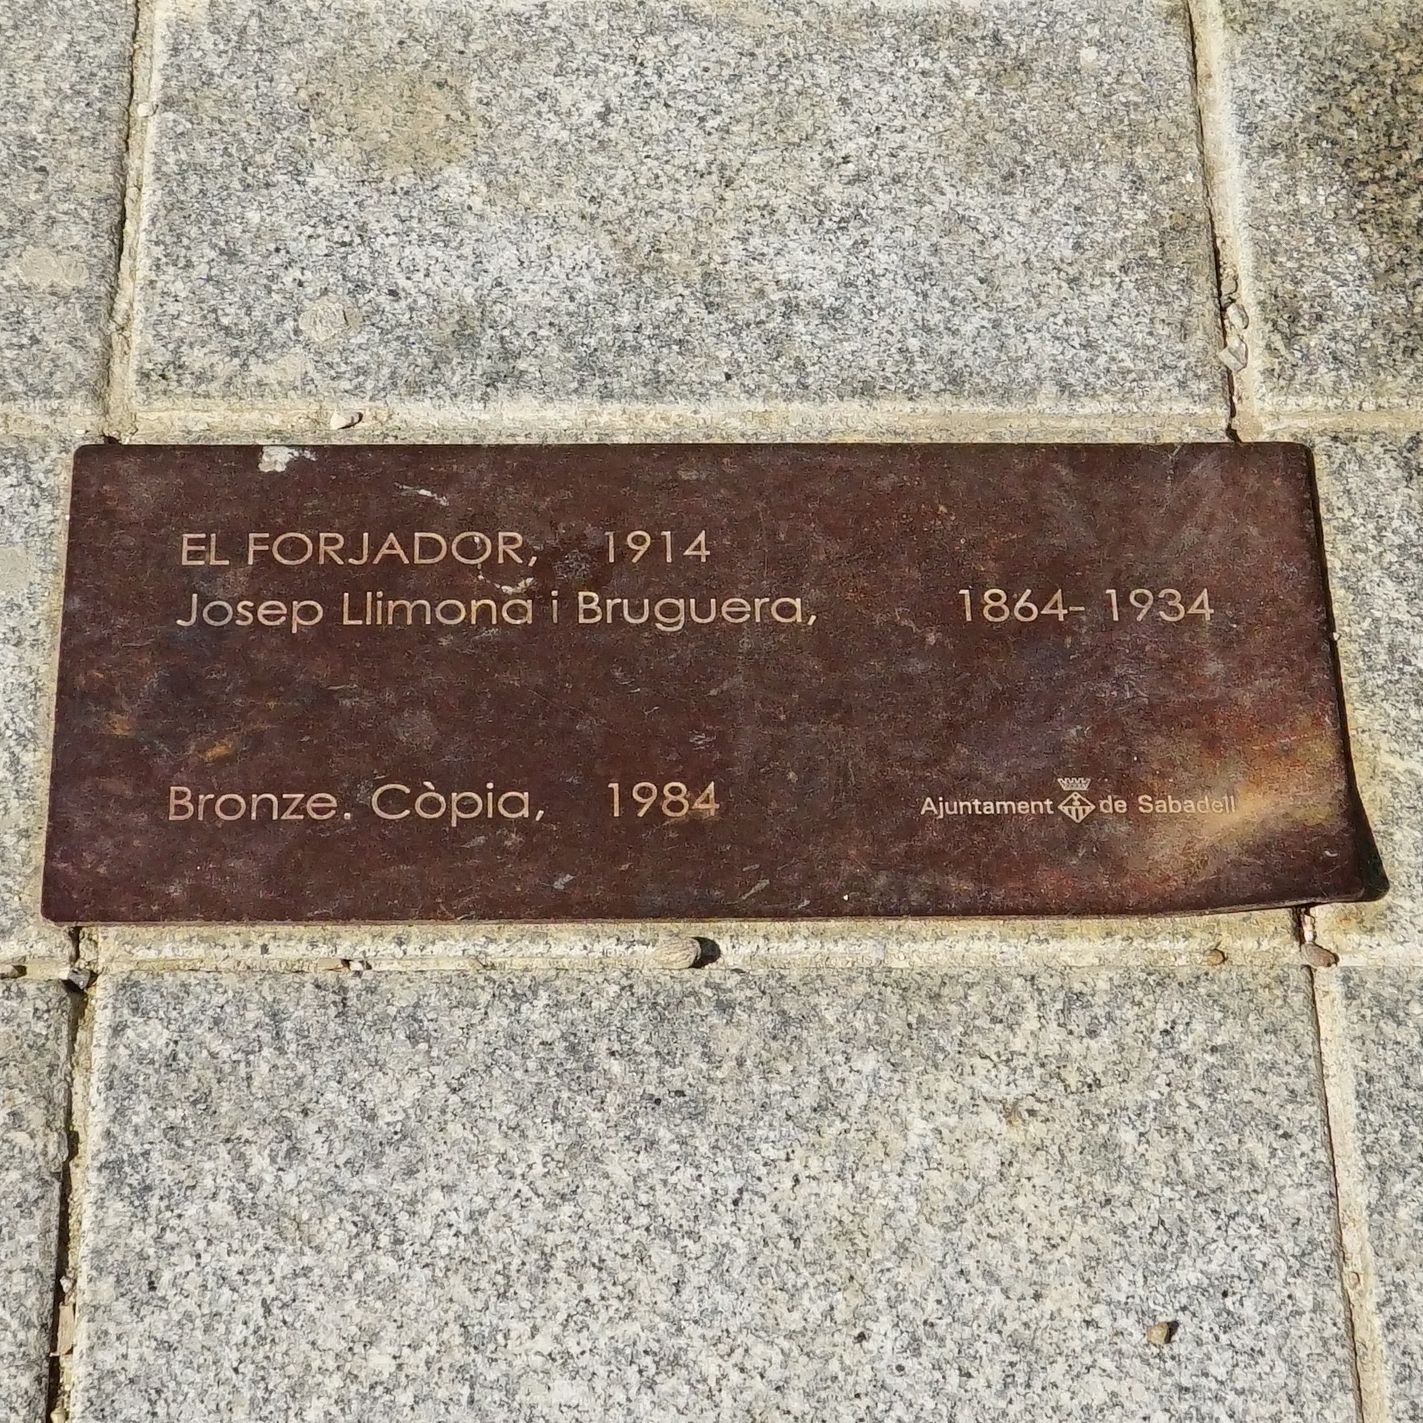 EL FORJADOR, 1914
Josep Llimona i Bruguera, 1864- 1934
Bronze. Còpia, 1984
Ajuntament de Sabadell